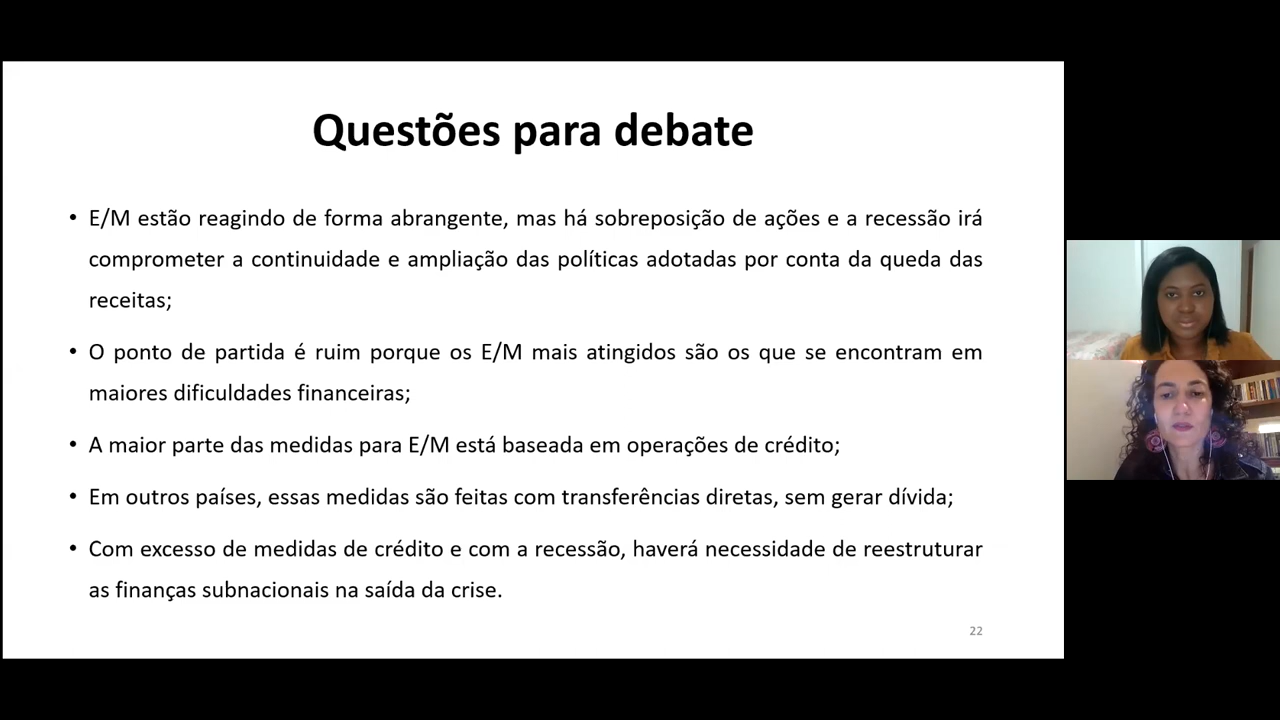 Questões para debate
• E/M estão reagindo de forma abrangente, mas há sobreposição de ações e a recessão irá
comprometer a continuidade e ampliação das políticas adotadas por conta da queda das
receitas;
• O ponto de partida é ruim porque os E/M mais atingidos são os que se encontram em
maiores dificuldades financeiras;
• A maior parte das medidas para E/M está baseada em operações de crédito;
• Em outros países, essas medidas são feitas com transferências diretas, sem gerar dívida;
• Com excesso de medidas de crédito e com a recessão, haverá necessidade de reestruturar
as finanças subnacionais na saída da crise.
22